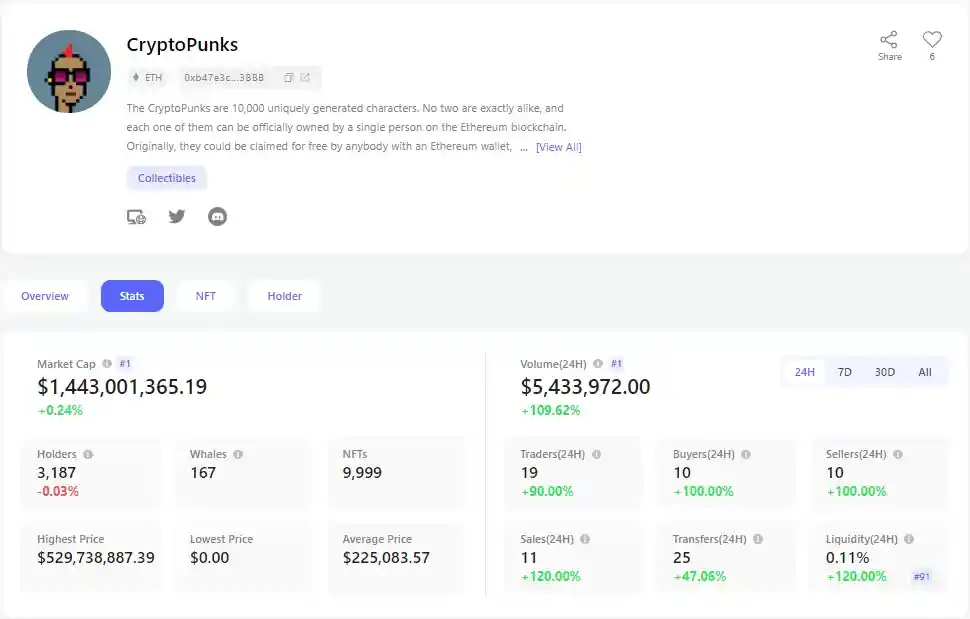 CryptoPunks
Share
6
ETH
0xb47e3c...3BBB
The CryptoPunks are 10,000 uniquely generated characters. No two are exactly alike, and
each one of them can be officially owned by a single person on the Ethereum blockchain.
Originally, they could be claimed for free by anybody with an Ethereum wallet, ... [View All]
Collectibles
Overview
Stats
NFT
Holder
Market Cap #1
$1,443,001,365.19
+0.24%
Holders
3,187
-0.03%
Whales
167
NFTs
9,999
Highest Price
$529,738,887.39
Lowest Price
$0.00
Average Price
$225,083.57
Volume(24H) #1
$5,433,972.00
+109.62%
24H 7D 30D All
Traders(24H)
19
+90.00%
Buyers(24H)
10
+100.00%
Sellers(24H)
10
+100.00%
Sales(24H)
11
+120.00%
Transfers(24H)
25
+47.06%
Liquidity(24H)
0.11%
+120.00% #91